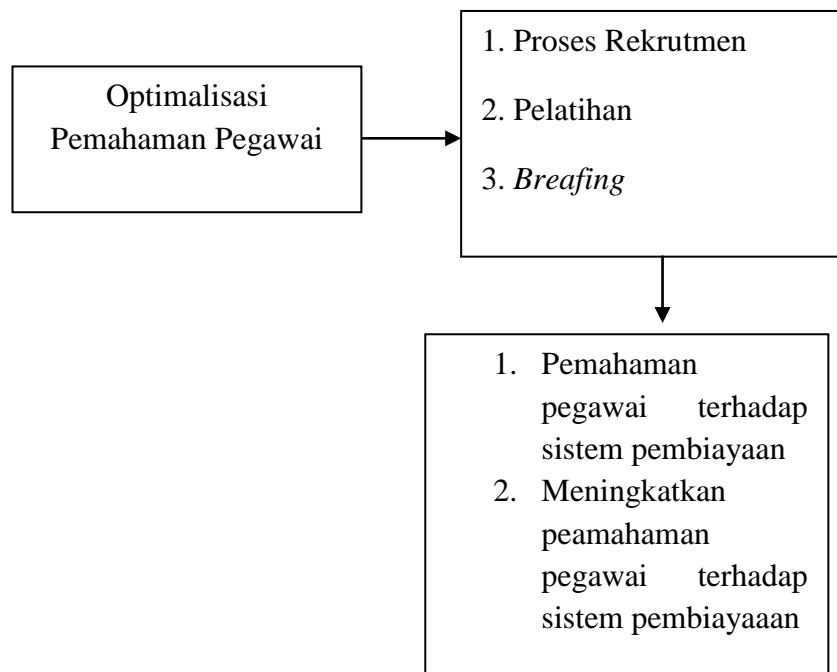 Optimalisasi
Pemahaman Pegawai
1. Proses Rekrutmen
2. Pelatihan
3. Breafing
1. Pemahaman
pegawai terhadap
sistem pembiayaan
2. Meningkatkan
peamahaman
pegawai terhadap
sistem pembiayaaan